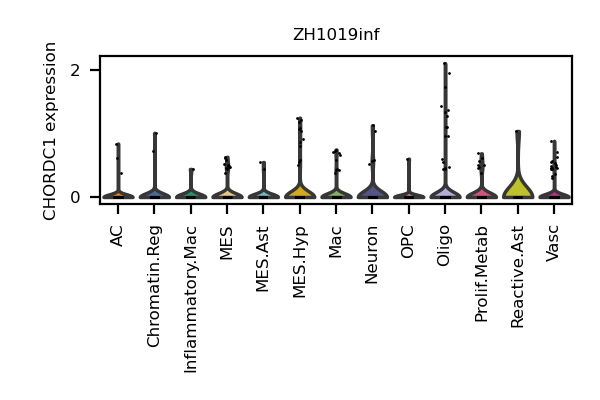 ZH1019inf
CHORDC1 expression
2
0
AC
Chromatin.Reg
Inflammatory.Mac
MES
MES.Ast
MES.Hyp
Mac
Neuron
OPC
Oligo
Prolif.Metab
Reactive.Ast
Vasc